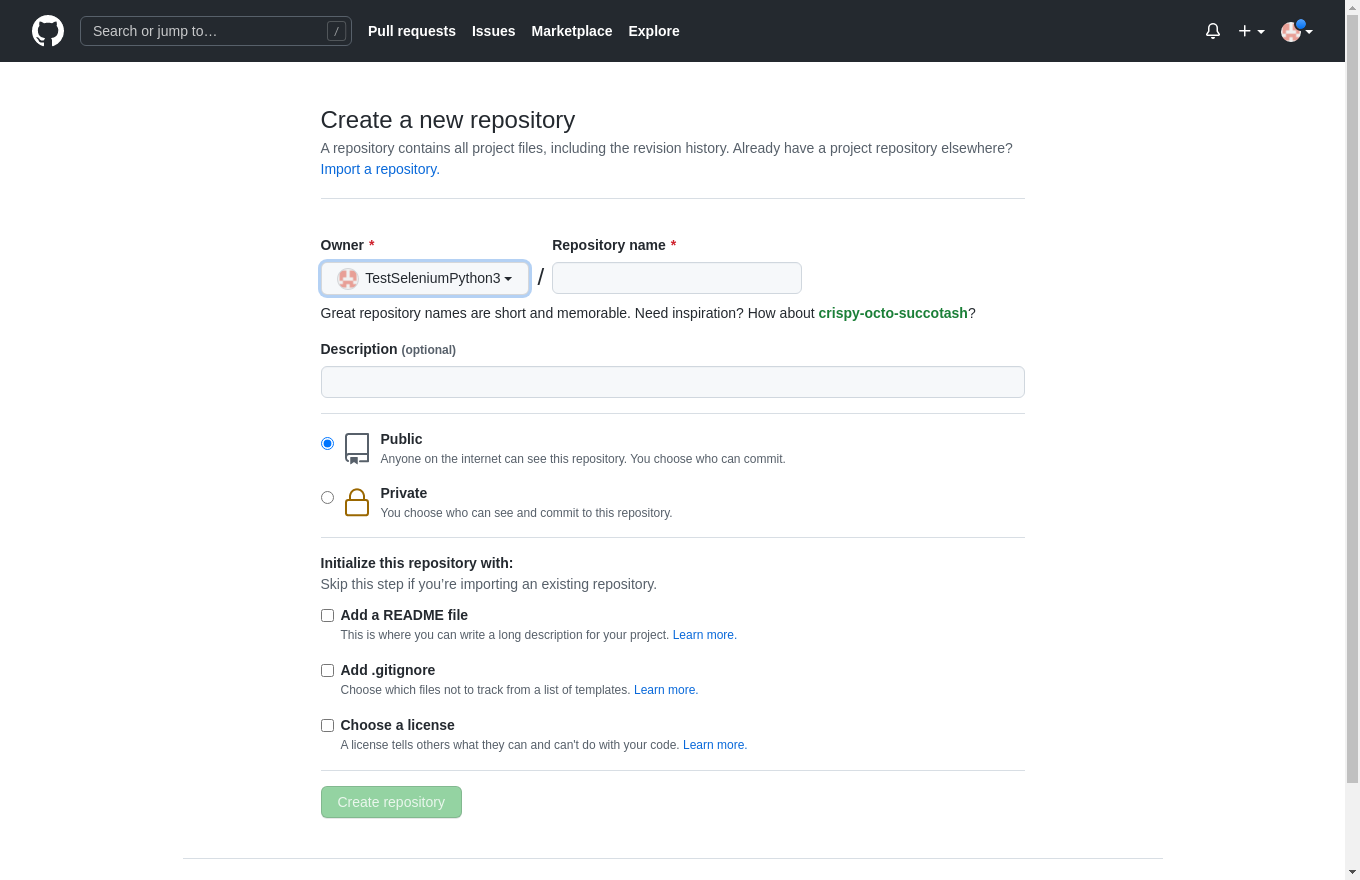 Search or jump to… /
Pull requests Issues Marketplace Explore
Create a new repository
A repository contains all project files, including the revision history. Already have a project repository elsewhere?
Import a repository.
Owner * Repository name *
TestSeleniumPython3 /
Great repository names are short and memorable. Need inspiration? How about crispy-octo-succotash?
Description (optional)
Public
Anyone on the internet can see this repository. You choose who can commit.
Private
You choose who can see and commit to this repository.
Initialize this repository with:
Skip this step if you’re importing an existing repository.
Add a README file
This is where you can write a long description for your project. Learn more.
Add .gitignore
Choose which files not to track from a list of templates. Learn more.
Choose a license
A license tells others what they can and can't do with your code. Learn more.
Create repository